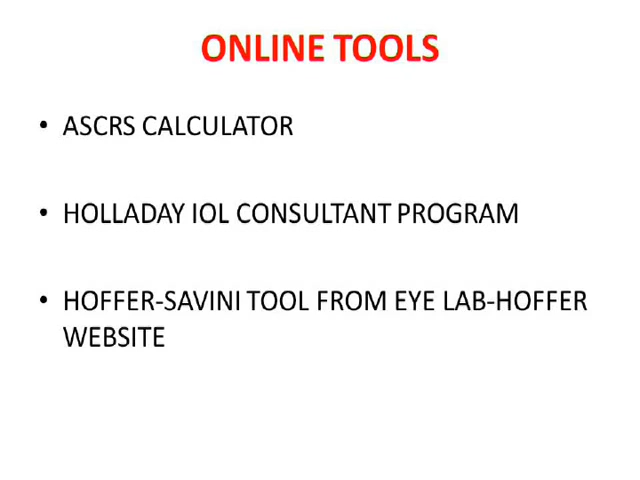 ONLINE TOOLS
• ASCRS CALCULATOR
• HOLLADAY IOL CONSULTANT PROGRAM
• HOFFER-SAVINI TOOL FROM EYE LAB-HOFFER
WEBSITE